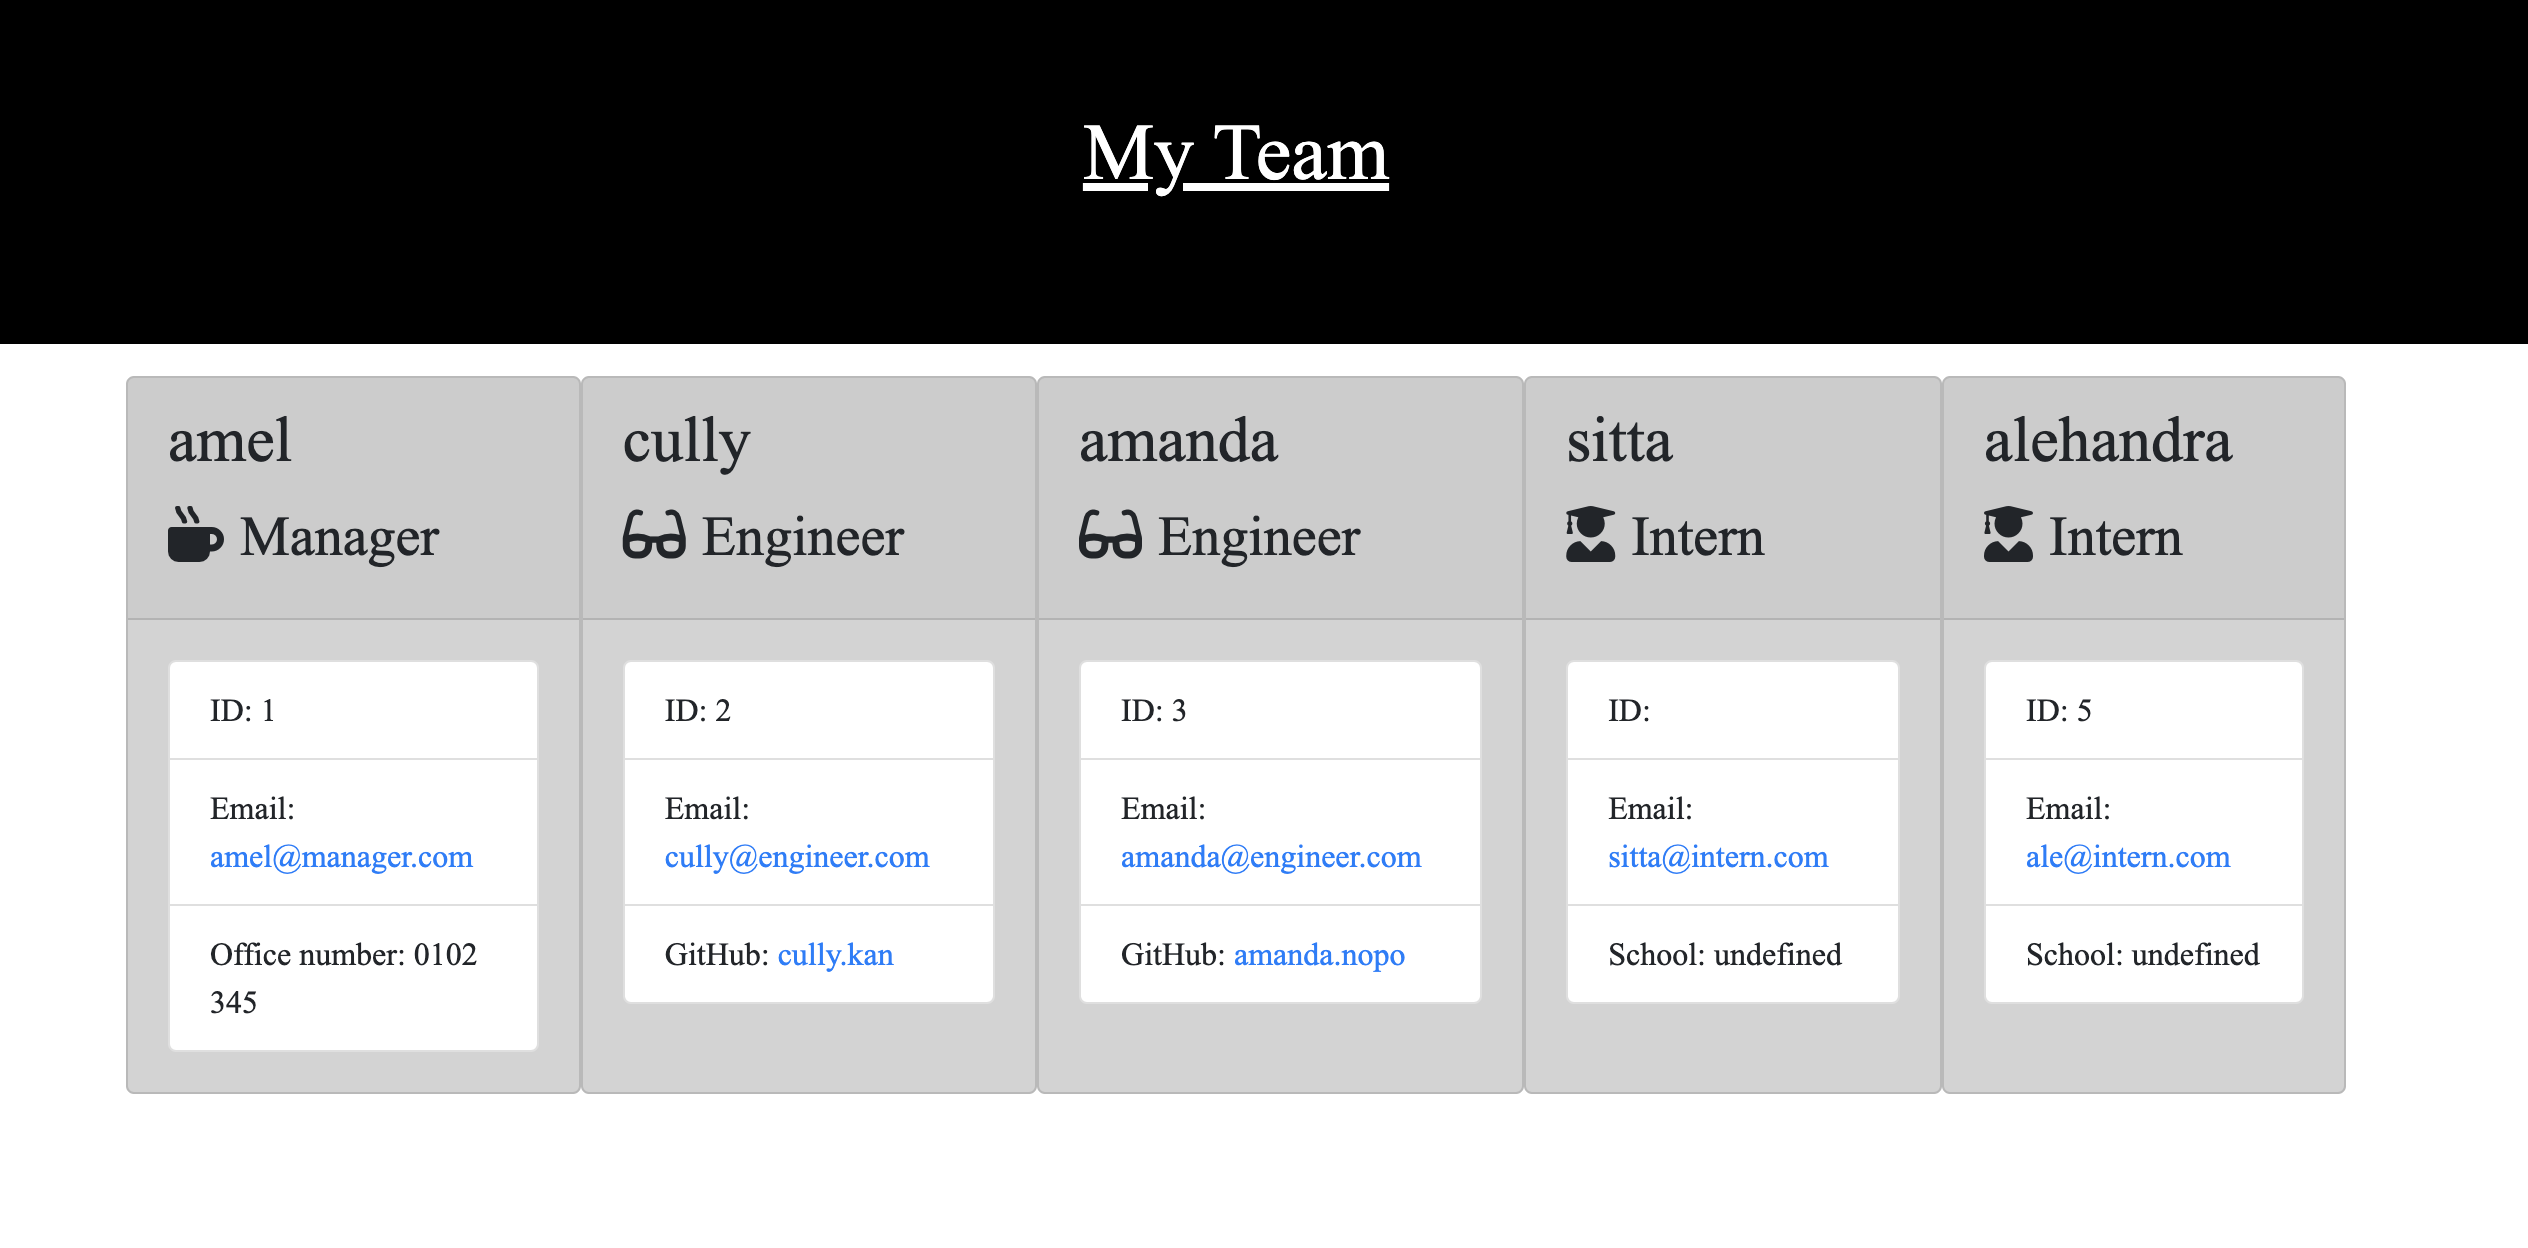 My Team
amel
Manager
ID: 1
Email:
amel@manager.com
Office number: 0102
345
cully
Engineer
ID: 2
Email:
cully@engineer.com
GitHub: cully.kan
amanda
Engineer
ID: 3
Email:
amanda@engineer.com
GitHub: amanda.nopo
sitta
Intern
ID:
Email:
sitta@intern.com
School: undefined
alehandra
Intern
ID: 5
Email:
ale@intern.com
School: undefined